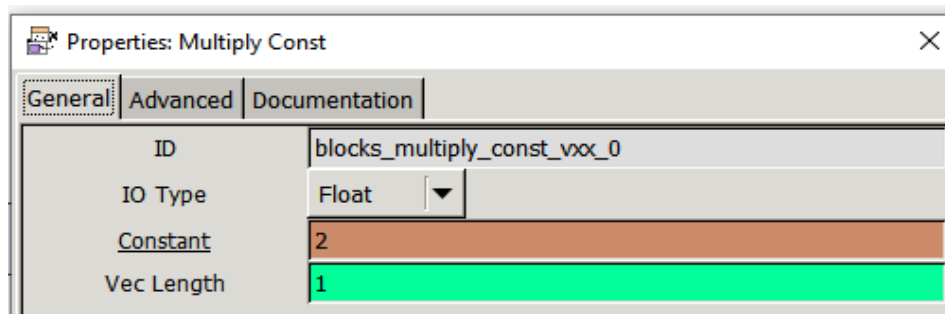 Properties: Multiply Const
General Advanced Documentation
ID blocks_multiply_const_vxx_0
IO Type Float
Constant 2
Vec Length 1